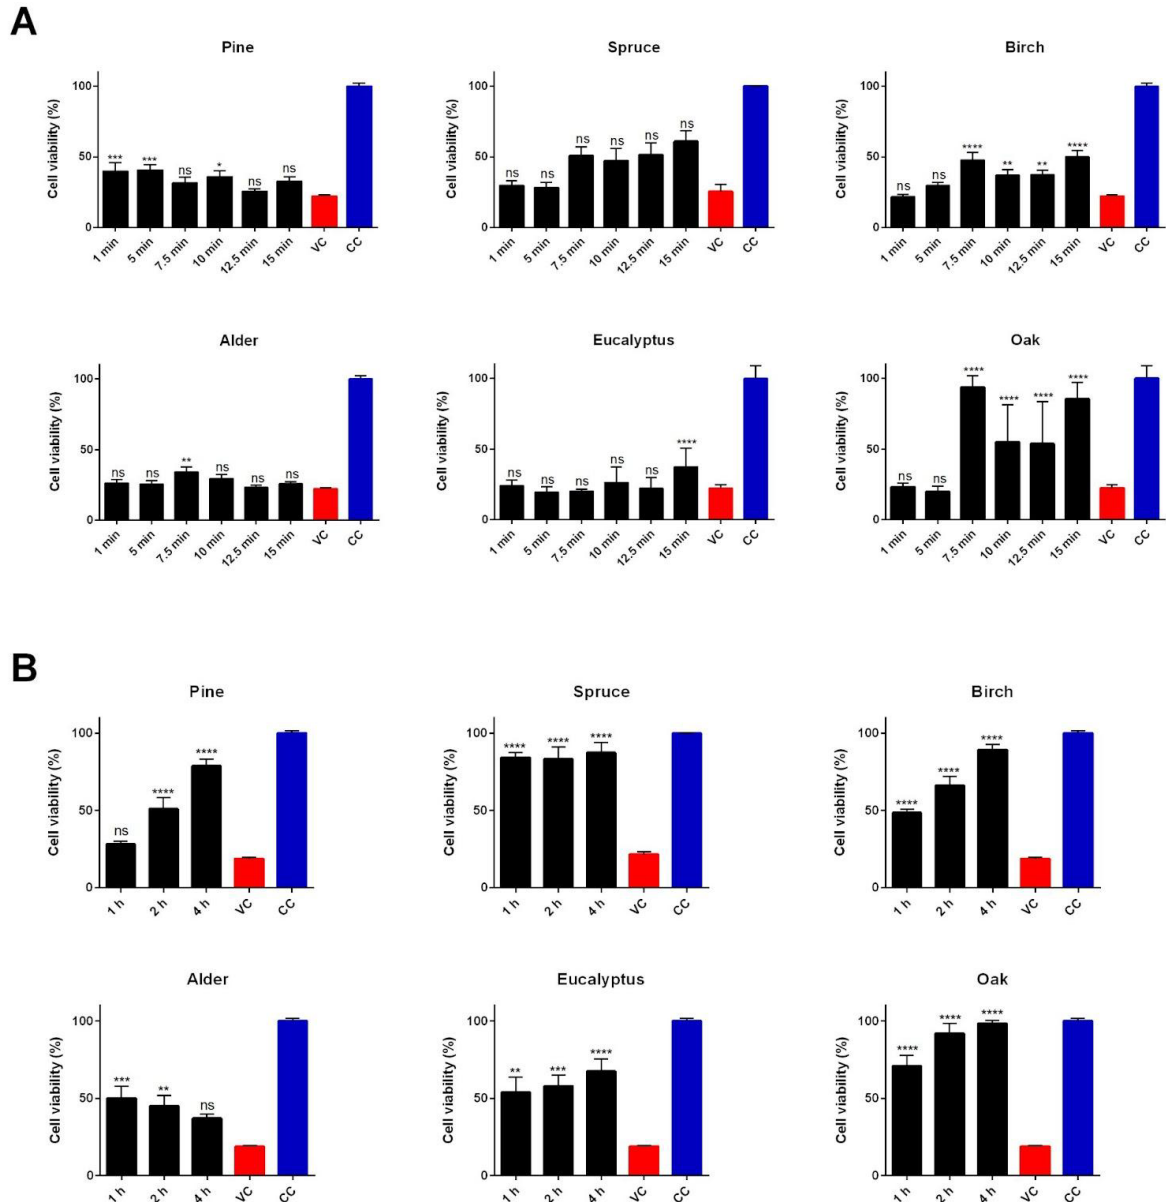 A
Pine
Cell viability (%)
100
50
0
*** *** ns * ns ns
1 min 5 min 7.5 min 10 min 12.5 min 15 min VC CC
Spruce
Cell viability (%)
100
50
0
ns ns ns ns ns ns
1 min 5 min 7.5 min 10 min 12.5 min 15 min VC CC
Birch
Cell viability (%)
100
50
0
ns ns **** ** ** ****
1 min 5 min 7.5 min 10 min 12.5 min 15 min VC CC
Alder
Cell viability (%)
100
50
0
ns ns ** ns ns ns
1 min 5 min 7.5 min 10 min 12.5 min 15 min VC CC
Eucalyptus
Cell viability (%)
100
50
0
ns ns ns ns ns ****
1 min 5 min 7.5 min 10 min 12.5 min 15 min VC CC
Oak
Cell viability (%)
100
50
0
ns ns **** **** **** ****
1 min 5 min 7.5 min 10 min 12.5 min 15 min VC CC
B
Pine
Cell viability (%)
100
50
0
ns **** ****
1 h 2 h 4 h VC CC
Spruce
Cell viability (%)
100
50
0
**** **** ****
1 h 2 h 4 h VC CC
Birch
Cell viability (%)
100
50
0
**** **** ****
1 h 2 h 4 h VC CC
Alder
Cell viability (%)
100
50
0
*** ** ns
1 h 2 h 4 h VC CC
Eucalyptus
Cell viability (%)
100
50
0
** *** ****
1 h 2 h 4 h VC CC
Oak
Cell viability (%)
100
50
0
**** **** ****
1 h 2 h 4 h VC CC